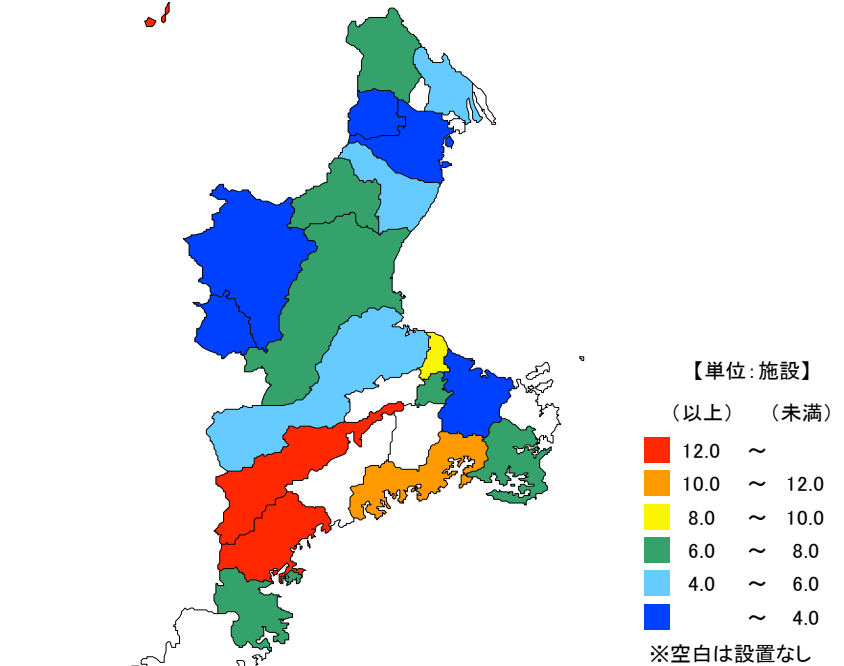 【単位：施設】
（以上） （未満）
12.0 ～
10.0 ～ 12.0
8.0 ～ 10.0
6.0 ～ 8.0
4.0 ～ 6.0
～ 4.0
※空白は設置なし